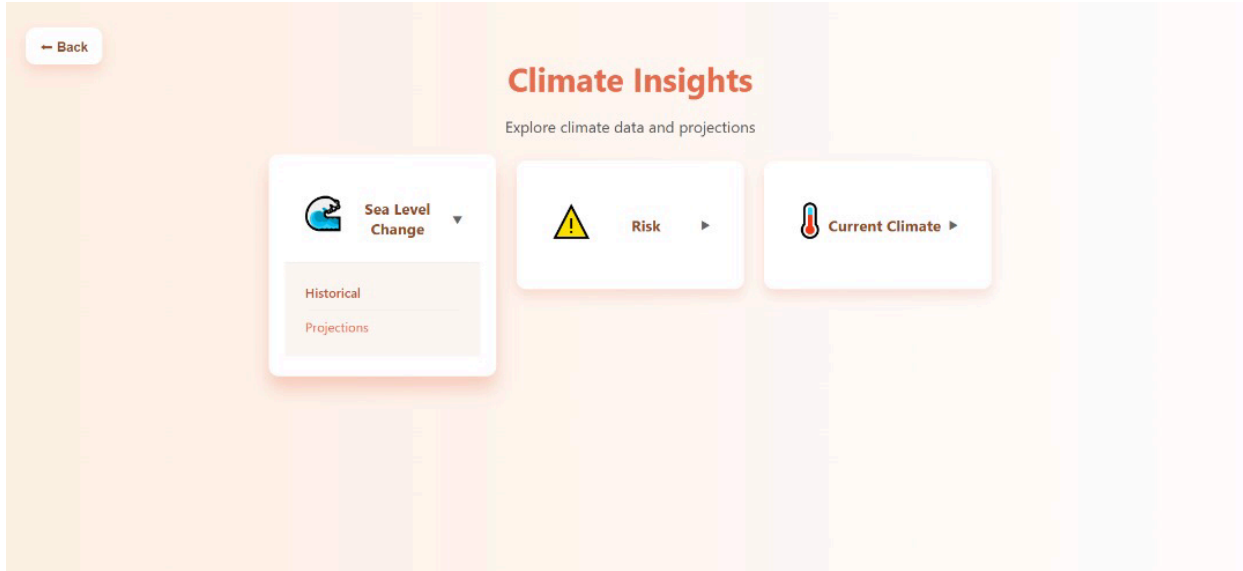 ← Back
Climate Insights
Explore climate data and projections
Sea Level
Change ▼
Historical
Projections
Risk ▶
Current Climate ▶